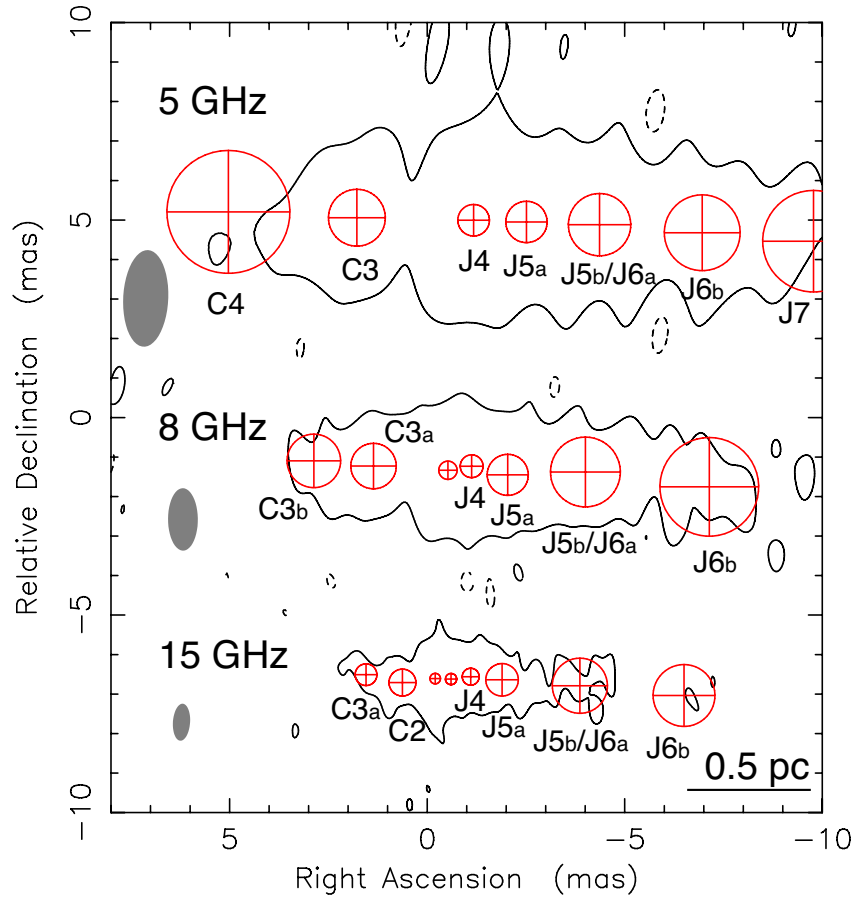 10
5 GHz
5
C3
J4
J5a
J5b/J6a
J6b
J7
C4
0
8 GHz
C3a
C3b
J4
J5a
J5b/J6a
J6b
−5
15 GHz
C3a
C2
J4
J5a
J5b/J6a
J6b
0.5 pc
−10
5 0 −5 −10
Right Ascension (mas)
Relative Declination (mas)